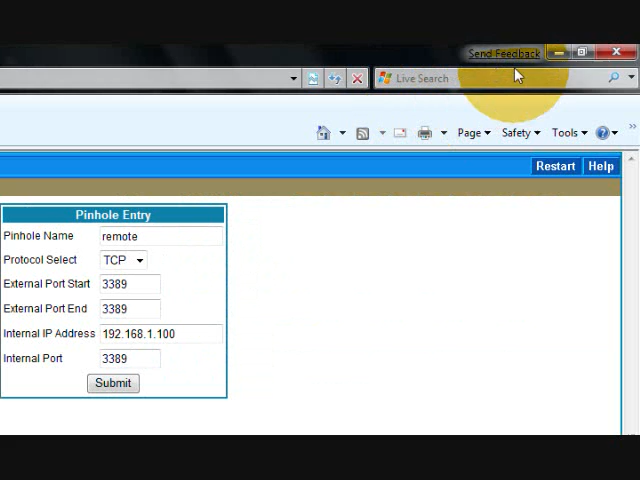 Send Feedback
Live Search
Page Safety Tools
Restart Help
Pinhole Entry
Pinhole Name remote
Protocol Select TCP
External Port Start 3389
External Port End 3389
Internal IP Address 192.168.1.100
Internal Port 3389
Submit